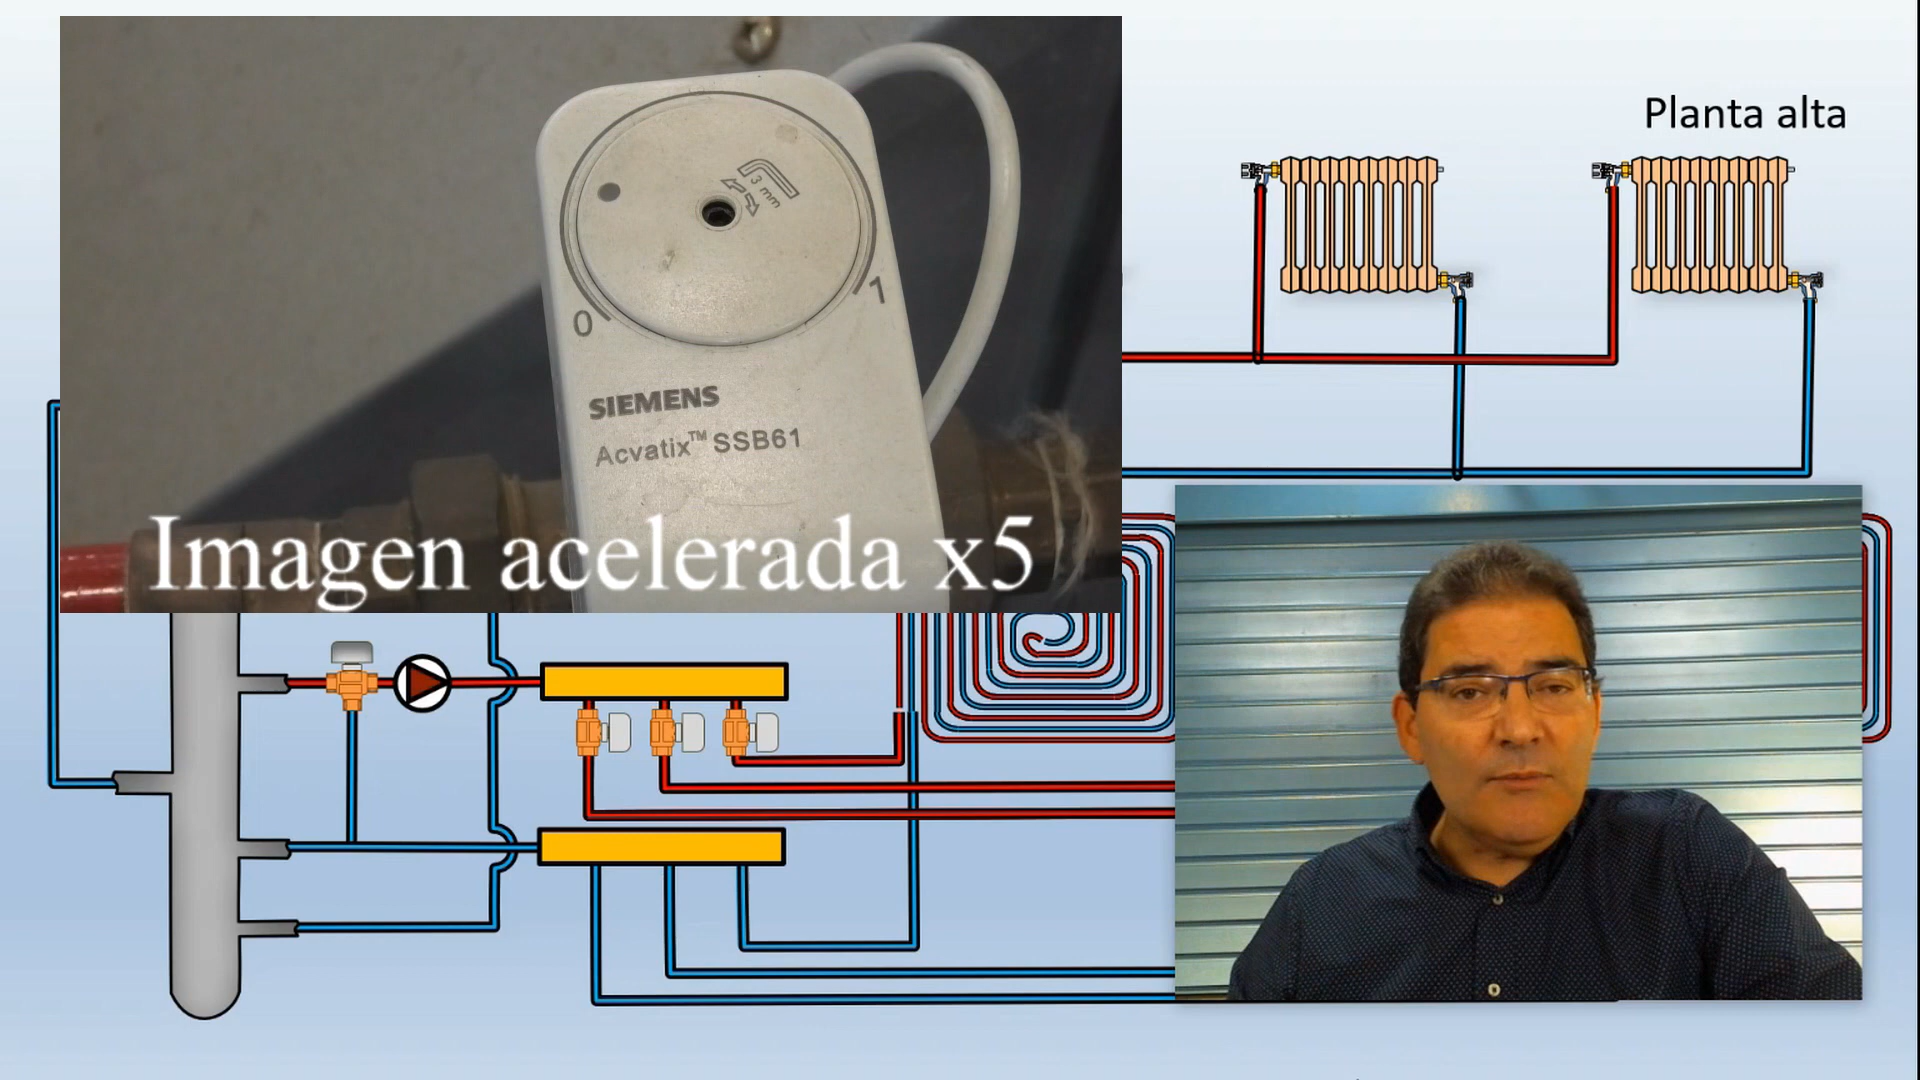 Planta alta
3 mm
0
1
SIEMENS
Acvatix™ SSB61
Imagen acelerada x5